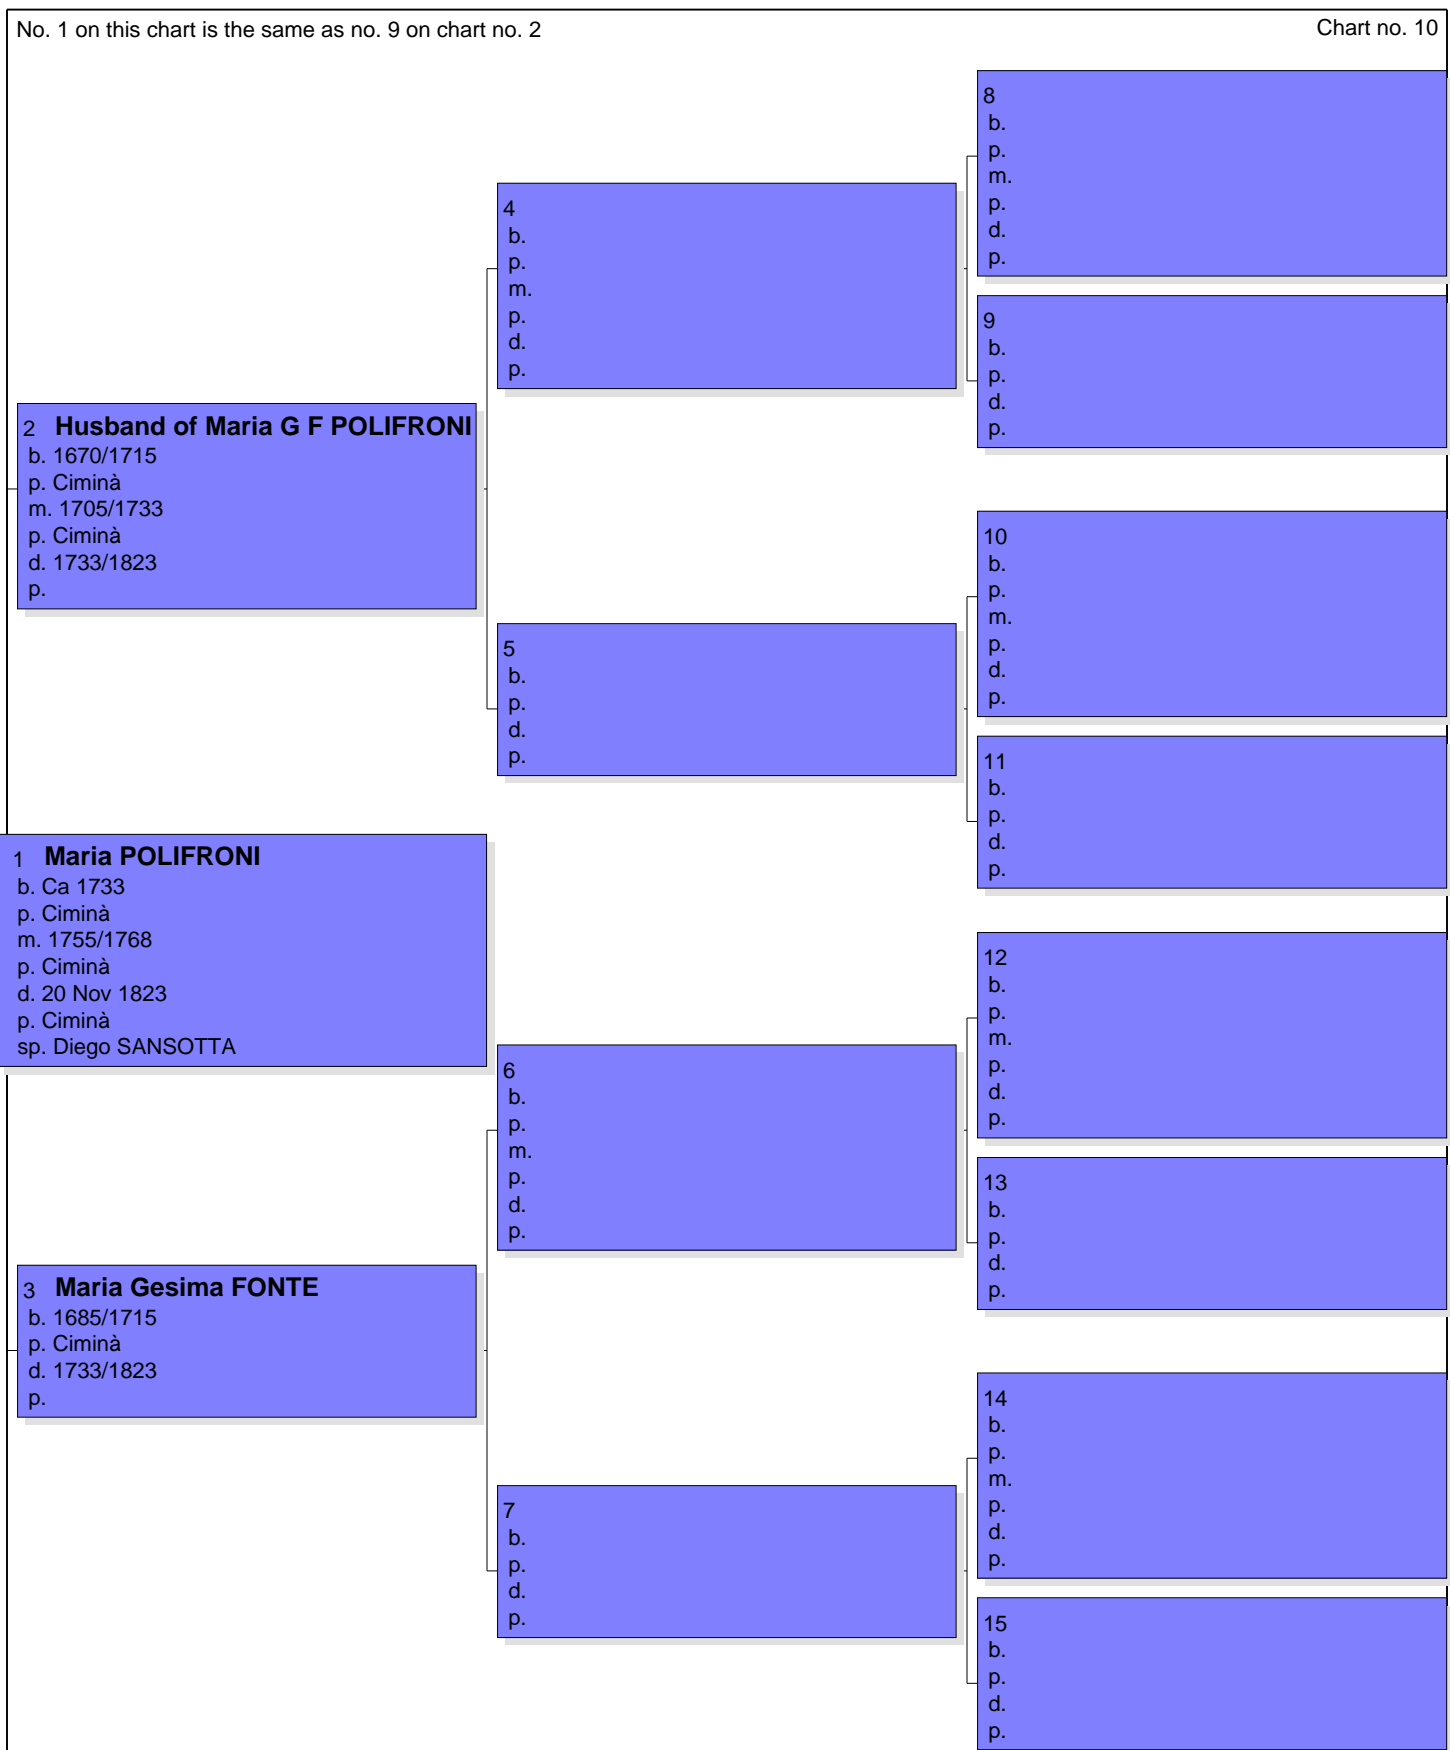 No. 1 on this chart is the same as no. 9 on chart no. 2
Chart no. 10
8
b.
p.
m.
p.
d.
p.
4
b.
p.
m.
p.
d.
p.
9
b.
p.
d.
p.
2 Husband of Maria G F POLIFRONI
b. 1670/1715
p. Ciminà
m. 1705/1733
p. Ciminà
d. 1733/1823
p.
10
b.
p.
m.
p.
d.
p.
5
b.
p.
d.
p.
11
b.
p.
d.
p.
1 Maria POLIFRONI
b. Ca 1733
p. Ciminà
m. 1755/1768
p. Ciminà
d. 20 Nov 1823
p. Ciminà
sp. Diego SANSOTTA
12
b.
p.
m.
p.
d.
p.
6
b.
p.
m.
p.
d.
p.
13
b.
p.
d.
p.
3 Maria Gesima FONTE
b. 1685/1715
p. Ciminà
d. 1733/1823
p.
14
b.
p.
m.
p.
d.
p.
7
b.
p.
d.
p.
15
b.
p.
d.
p.